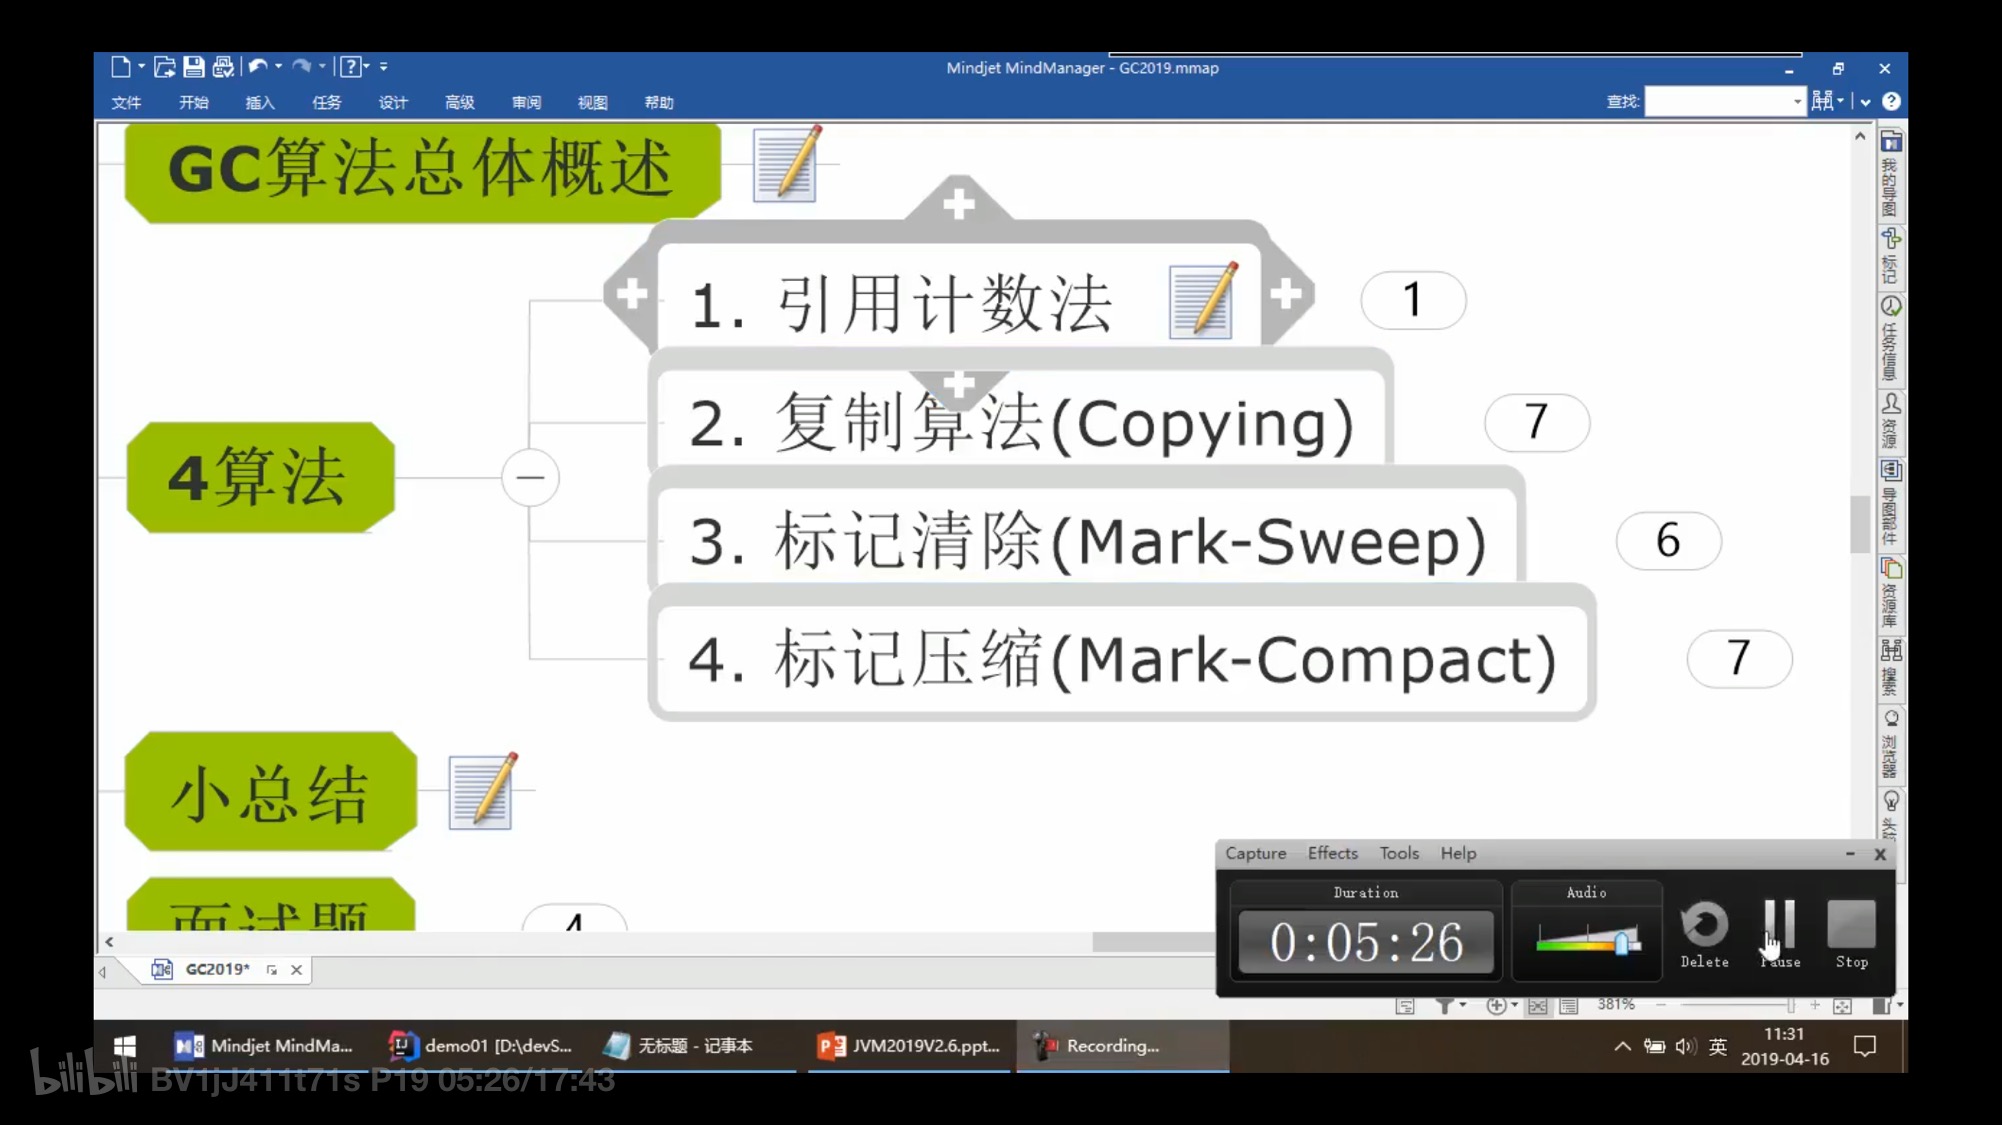 Mindjet MindManager - GC2019.mmap
文件 开始 插入 任务 设计 高级 审阅 视图 帮助
查找:
GC算法总体概述
1. 引用计数法
1
2. 复制算法(Copying)
7
4算法
3. 标记清除(Mark-Sweep)
6
4. 标记压缩(Mark-Compact)
7
小总结
面试题
4
我的导图
标记
任务信息
资源
导图部件
资源库
搜索
浏览器
Capture Effects Tools Help
Duration
0:05:26
Audio
Delete
Pause
Stop
GC2019*
381%
Mindjet MindMa...
demo01 [D:\devS...
无标题 - 记事本
JVM2019V2.6.ppt...
Recording...
英
11:31
2019-04-16
bilibili BV1jJ411t71s P19 05:26/17:43